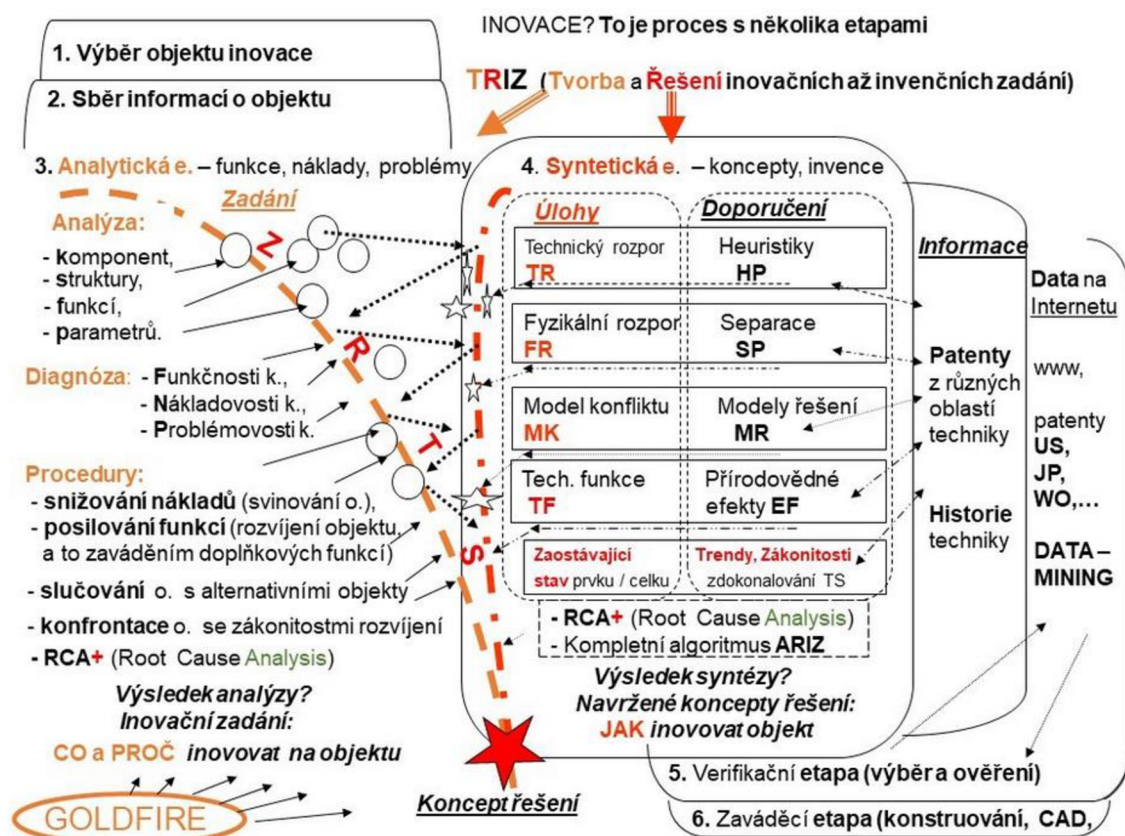 INOVACE? To je proces s několika etapami
1. Výběr objektu inovace
TRIZ (Tvorba a Řešení inovačních až invenčních zadání)
2. Sběr informací o objektu
3. Analytická e. – funkce, náklady, problémy
Zadání
Analýza:
- komponent,
- struktury,
- funkcí,
- parametrů.
Diagnóza: - Funkčnosti k.,
- Nákladovosti k.,
- Problémovosti k.
Procedury:
- snižování nákladů (svinování o.),
- posilování funkcí (rozvíjení objektu,
a to zaváděním doplňkových funkcí)
- slučování o. s alternativními objekty
- konfrontace o. se zákonitostmi rozvíjení
- RCA+ (Root Cause Analysis)
Výsledek analýzy?
Inovační zadání:
CO a PROČ inovovat na objektu
GOLDFIRE
Z
R
T
S
4. Syntetická e. – koncepty, invence
Úlohy
Doporučení
Technický rozpor
TR
Heuristiky
HP
Fyzikální rozpor
FR
Separace
SP
Model konfliktu
MK
Modely řešení
MR
Tech. funkce
TF
Přírodovědné
efekty EF
Zaostávající
stav prvku / celku
Trendy, Zákonitosti
zdokonalování TS
- RCA+ (Root Cause Analysis)
- Kompletní algoritmus ARIZ
Výsledek syntézy?
Navržené koncepty řešení:
JAK inovovat objekt
Koncept řešení
Informace
Patenty
z různých
oblastí
techniky
Historie
techniky
Data na
Internetu
www,
patenty
US,
JP,
WO,...
DATA –
MINING
5. Verifikační etapa (výběr a ověření)
6. Zaváděcí etapa (konstruování, CAD,